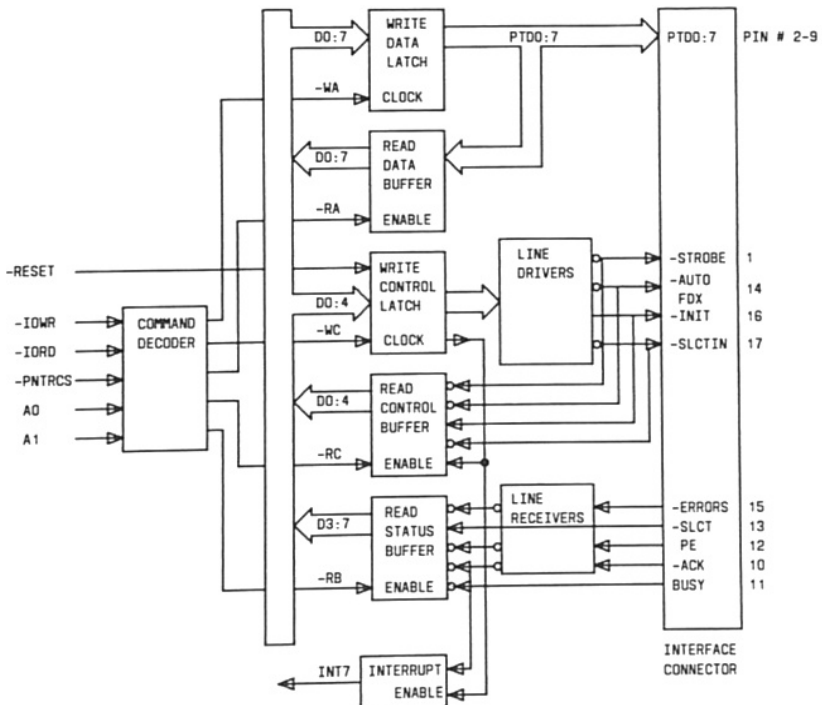 D0:7
WRITE
DATA
LATCH
CLOCK
PTD0:7
PTD0:7
PIN # 2-9
-WA
D0:7
READ
DATA
BUFFER
ENABLE
-RA
-RESET
WRITE
CONTROL
LATCH
CLOCK
D0:4
-WC
LINE
DRIVERS
-STROBE 1
-AUTO 14
FDX
-INIT 16
-SLCTIN 17
-IOWR
-IORD
-PNTRCS
A0
A1
COMMAND
DECODER
D0:4
READ
CONTROL
BUFFER
ENABLE
-RC
D3:7
READ
STATUS
BUFFER
ENABLE
-RB
LINE
RECEIVERS
-ERRORS 15
-SLCT 13
PE 12
-ACK 10
BUSY 11
INTERFACE
CONNECTOR
INT7
INTERRUPT
ENABLE